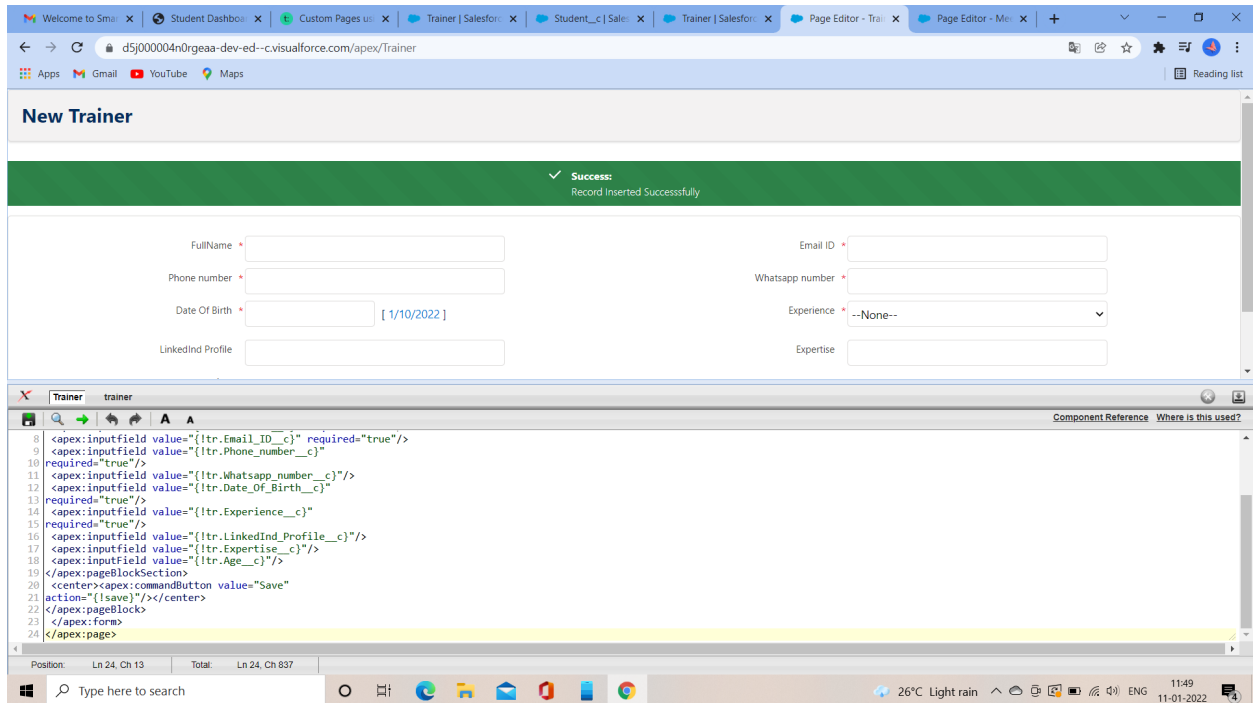 Welcome to Smar
Student Dashboa
Custom Pages us
Trainer | Salesforc
Student__c | Sales
Trainer | Salesforc
Page Editor - Trai
Page Editor - Mer
d5j000004n0rgeaa-dev-ed--c.visualforce.com/apex/Trainer
Apps Gmail YouTube Maps Reading list
New Trainer
Success:
Record Inserted Successsfully
FullName * Email ID *
Phone number * Whatsapp number *
Date Of Birth * [ 1/10/2022 ] Experience * --None--
LinkedInd Profile Expertise
Trainer trainer
A A Component Reference Where is this used?
8 <apex:inputfield value="{!tr.Email_ID__c}" required="true"/>
9 <apex:inputfield value="{!tr.Phone_number__c}"
10 required="true"/>
11 <apex:inputfield value="{!tr.Whatsapp_number__c}"/>
12 <apex:inputfield value="{!tr.Date_Of_Birth__c}"
13 required="true"/>
14 <apex:inputfield value="{!tr.Experience__c}"
15 required="true"/>
16 <apex:inputfield value="{!tr.LinkedInd_Profile__c}"/>
17 <apex:inputfield value="{!tr.Expertise__c}"/>
18 <apex:inputField value="{!tr.Age__c}"/>
19 </apex:pageBlockSection>
20 <center><apex:commandButton value="Save"
21 action="{!save}"/></center>
22 </apex:pageBlock>
23 </apex:form>
24 </apex:page>
Position: Ln 24, Ch 13 Total: Ln 24, Ch 837
Type here to search
26°C Light rain
ENG
11:49
11-01-2022
4